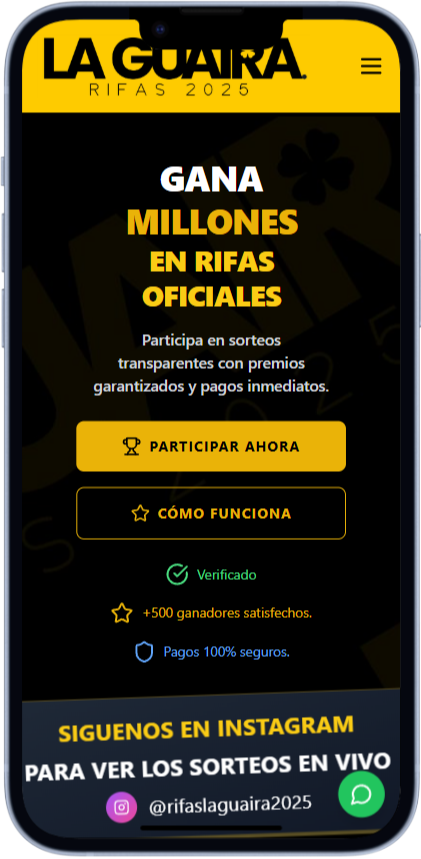 LA GUAIRA
RIFAS 2025
GANA
MILLONES
EN RIFAS
OFICIALES
Participa en sorteos
transparentes con premios
garantizados y pagos inmediatos.
PARTICIPAR AHORA
CÓMO FUNCIONA
Verificado
+500 ganadores satisfechos.
Pagos 100% seguros.
SIGUENOS EN INSTAGRAM
PARA VER LOS SORTEOS EN VIVO
@rifaslaguaira2025